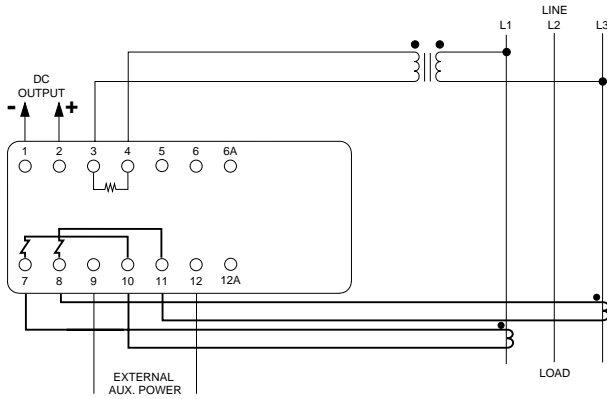 LINE
L1 L2 L3
DC
OUTPUT
- +
1 2 3 4 5 6 6A
7 8 9 10 11 12 12A
LOAD
EXTERNAL
AUX. POWER